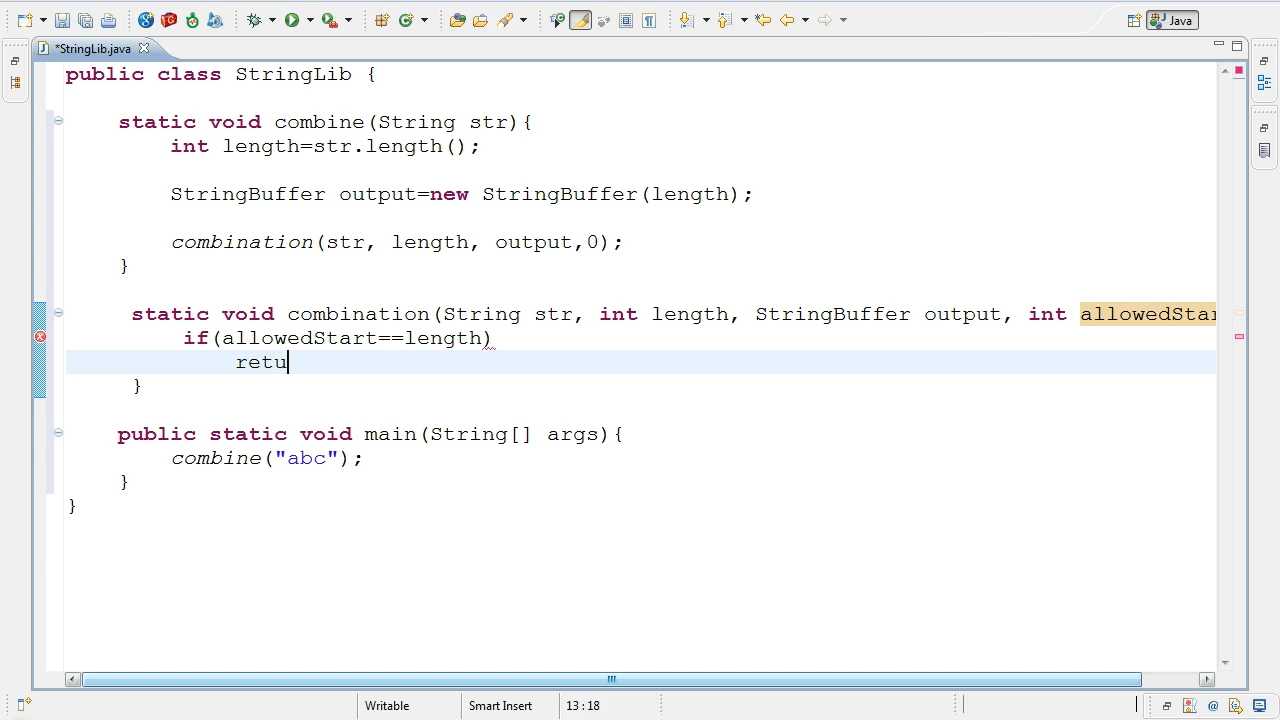 Java
*StringLib.java
public class StringLib {
static void combine(String str){
int length=str.length();
StringBuffer output=new StringBuffer(length);
combination(str, length, output,0);
}
static void combination(String str, int length, StringBuffer output, int allowedStar
if(allowedStart==length)
retu
}
public static void main(String[] args){
combine("abc");
}
}
Writable Smart Insert 13:18